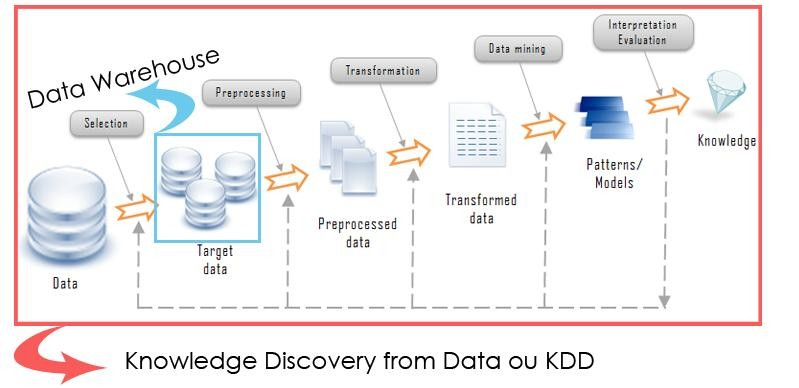 Interpretation
Evaluation
Data mining
Transformation
Data Warehouse
Preprocessing
Selection
Knowledge
Patterns/
Models
Transformed
data
Preprocessed
data
Target
data
Data
Knowledge Discovery from Data ou KDD